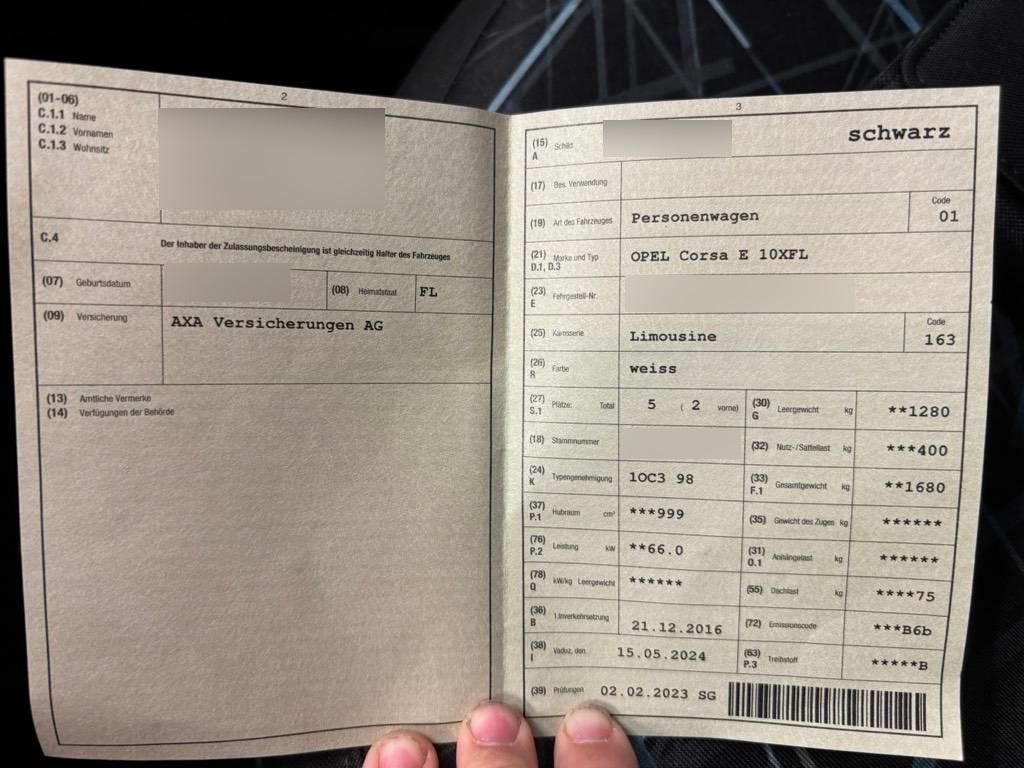 2
(01-06)
C.1.1 Name
C.1.2 Vornamen
C.1.3 Wohnsitz
C.4 Der Inhaber der Zulassungsbescheinigung ist gleichzeitig Halter des Fahrzeuges
(07) Geburtsdatum (08) Heimatstaat FL
(09) Versicherung AXA Versicherungen AG
(13) Amtliche Vermerke
(14) Verfügungen der Behörde
3
(15) A Schild schwarz
(17) Bes. Verwendung
(19) Art des Fahrzeuges Personenwagen Code 01
(21) D.1, D.3 Marke und Typ OPEL Corsa E 10XFL
(23) E Fahrgestell-Nr.
(25) Karosserie Limousine Code 163
(26) R Farbe weiss
(27) S.1 Plätze: Total 5 ( 2 vorne)
(30) G Leergewicht kg **1280
(18) Stammnummer
(32) Nutz-/Sattellast kg ***400
(24) K Typengenehmigung 1OC3 98
(33) F.1 Gesamtgewicht kg **1680
(37) P.1 Hubraum cm³ ***999
(35) Gewicht des Zuges kg ******
(76) P.2 Leistung kW **66.0
(31) O.1 Anhängelast kg ******
(78) Q kW/kg Leergewicht ******
(55) Dachlast kg ****75
(36) B 1.Inverkehrsetzung 21.12.2016
(72) Emissionscode ***B6b
(38) I Vaduz, den 15.05.2024
(63) P.3 Treibstoff *****B
(39) Prüfungen 02.02.2023 SG